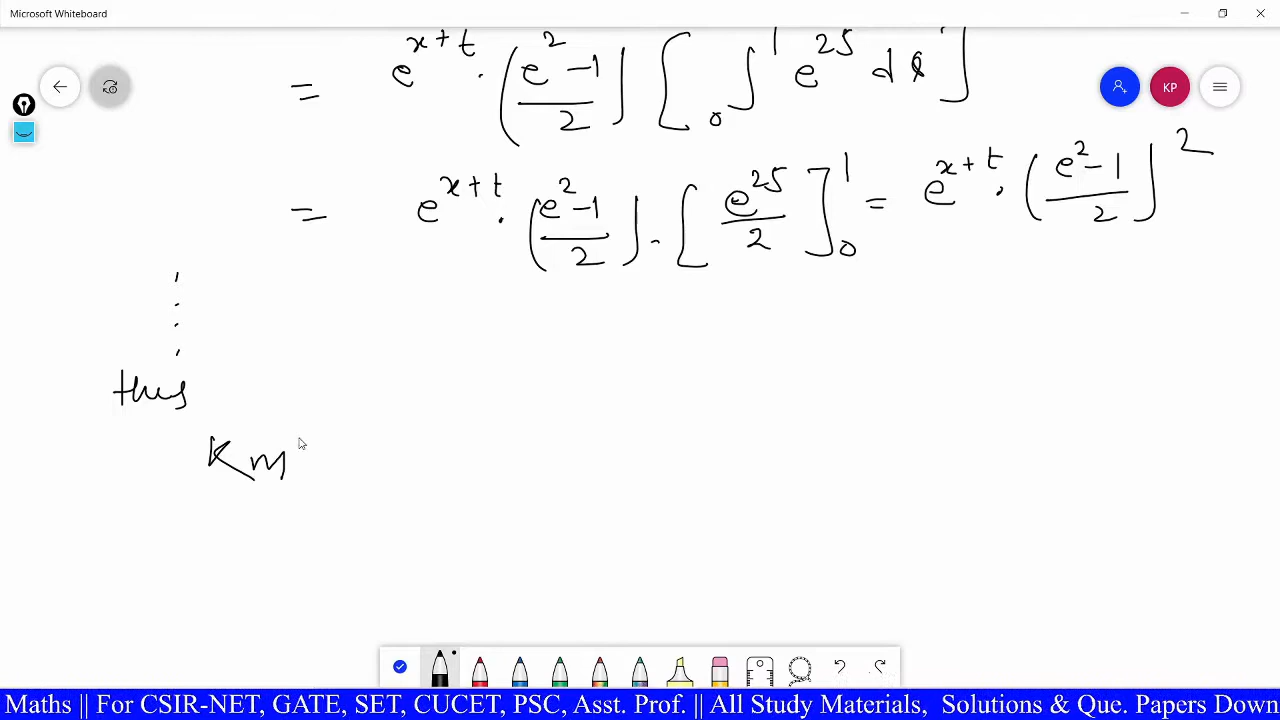 Microsoft Whiteboard
= e^{x+t} · (e^2-1/2) [ 0∫1 e^{2s} ds ]
KP
= e^{x+t} · (e^2-1/2) · [e^{2s}/2]_0^1 = e^{x+t} · (e^2-1/2)^2
thus
Km
Maths || For CSIR-NET, GATE, SET, CUCET, PSC, Asst. Prof. || All Study Materials, Solutions & Que. Papers Down